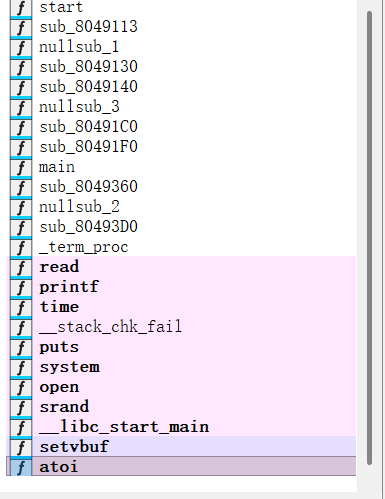 f start
f sub_8049113
f nullsub_1
f sub_8049130
f sub_8049140
f nullsub_3
f sub_80491C0
f sub_80491F0
f main
f sub_8049360
f nullsub_2
f sub_80493D0
f _term_proc
f read
f printf
f time
f __stack_chk_fail
f puts
f system
f open
f srand
f __libc_start_main
f setvbuf
f atoi